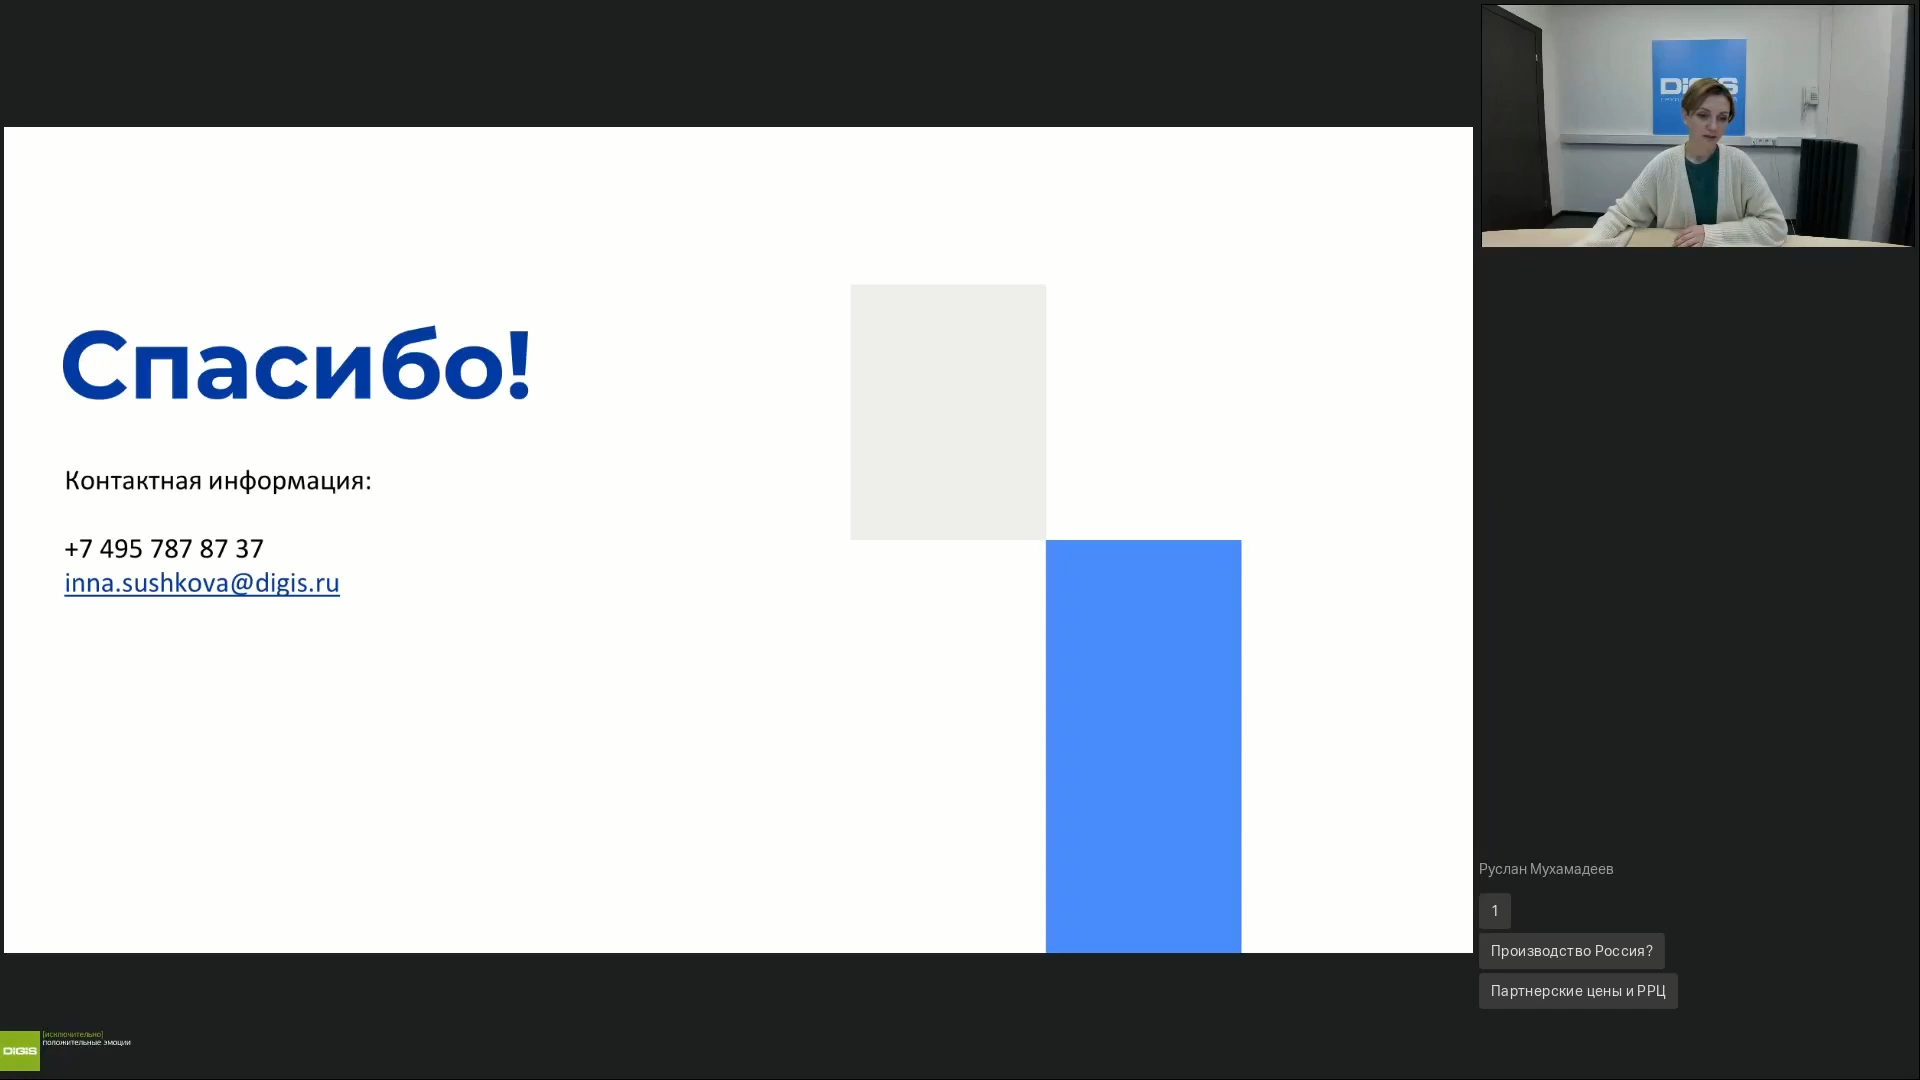 Спасибо!
Контактная информация:
+7 495 787 87 37
inna.sushkova@digis.ru
DIGIS
Руслан Мухамадеев
1
Производство Россия?
Партнерские цены и РРЦ
DIGIS
[исключительно]
положительные эмоции